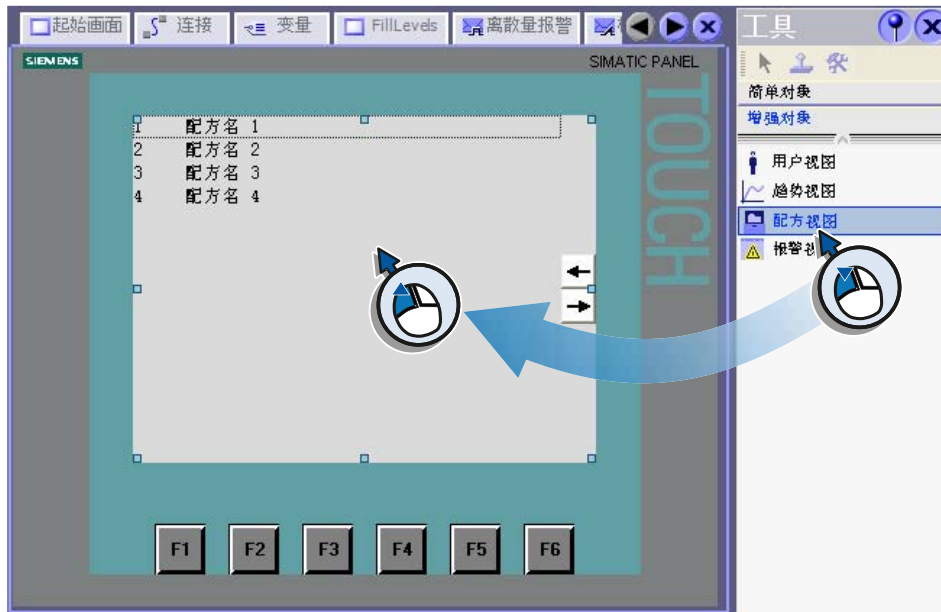 起始画面 连接 变量 FillLevels 离散量报警
工具
SIEMENS SIMATIC PANEL
TOUCH
简单对象
增强对象
用户视图
趋势视图
配方视图
报警视
1 配方名 1
2 配方名 2
3 配方名 3
4 配方名 4
F1 F2 F3 F4 F5 F6